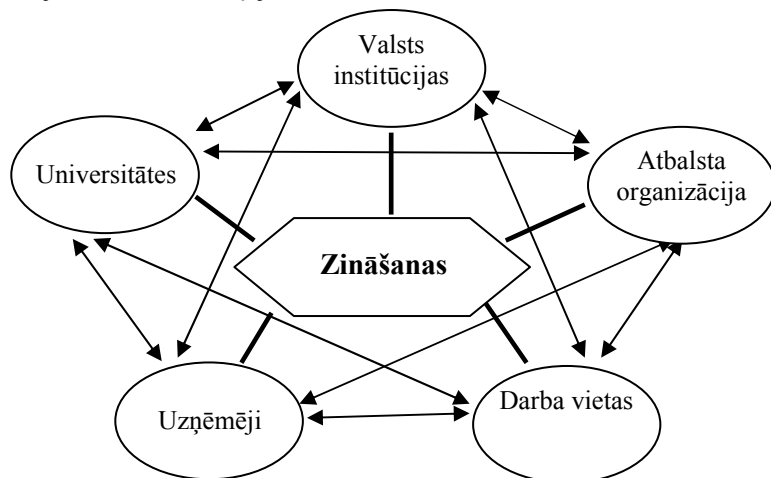 Valsts
institūcijas
Universitātes
Atbalsta
organizācija
Zināšanas
Uzņēmēji
Darba vietas